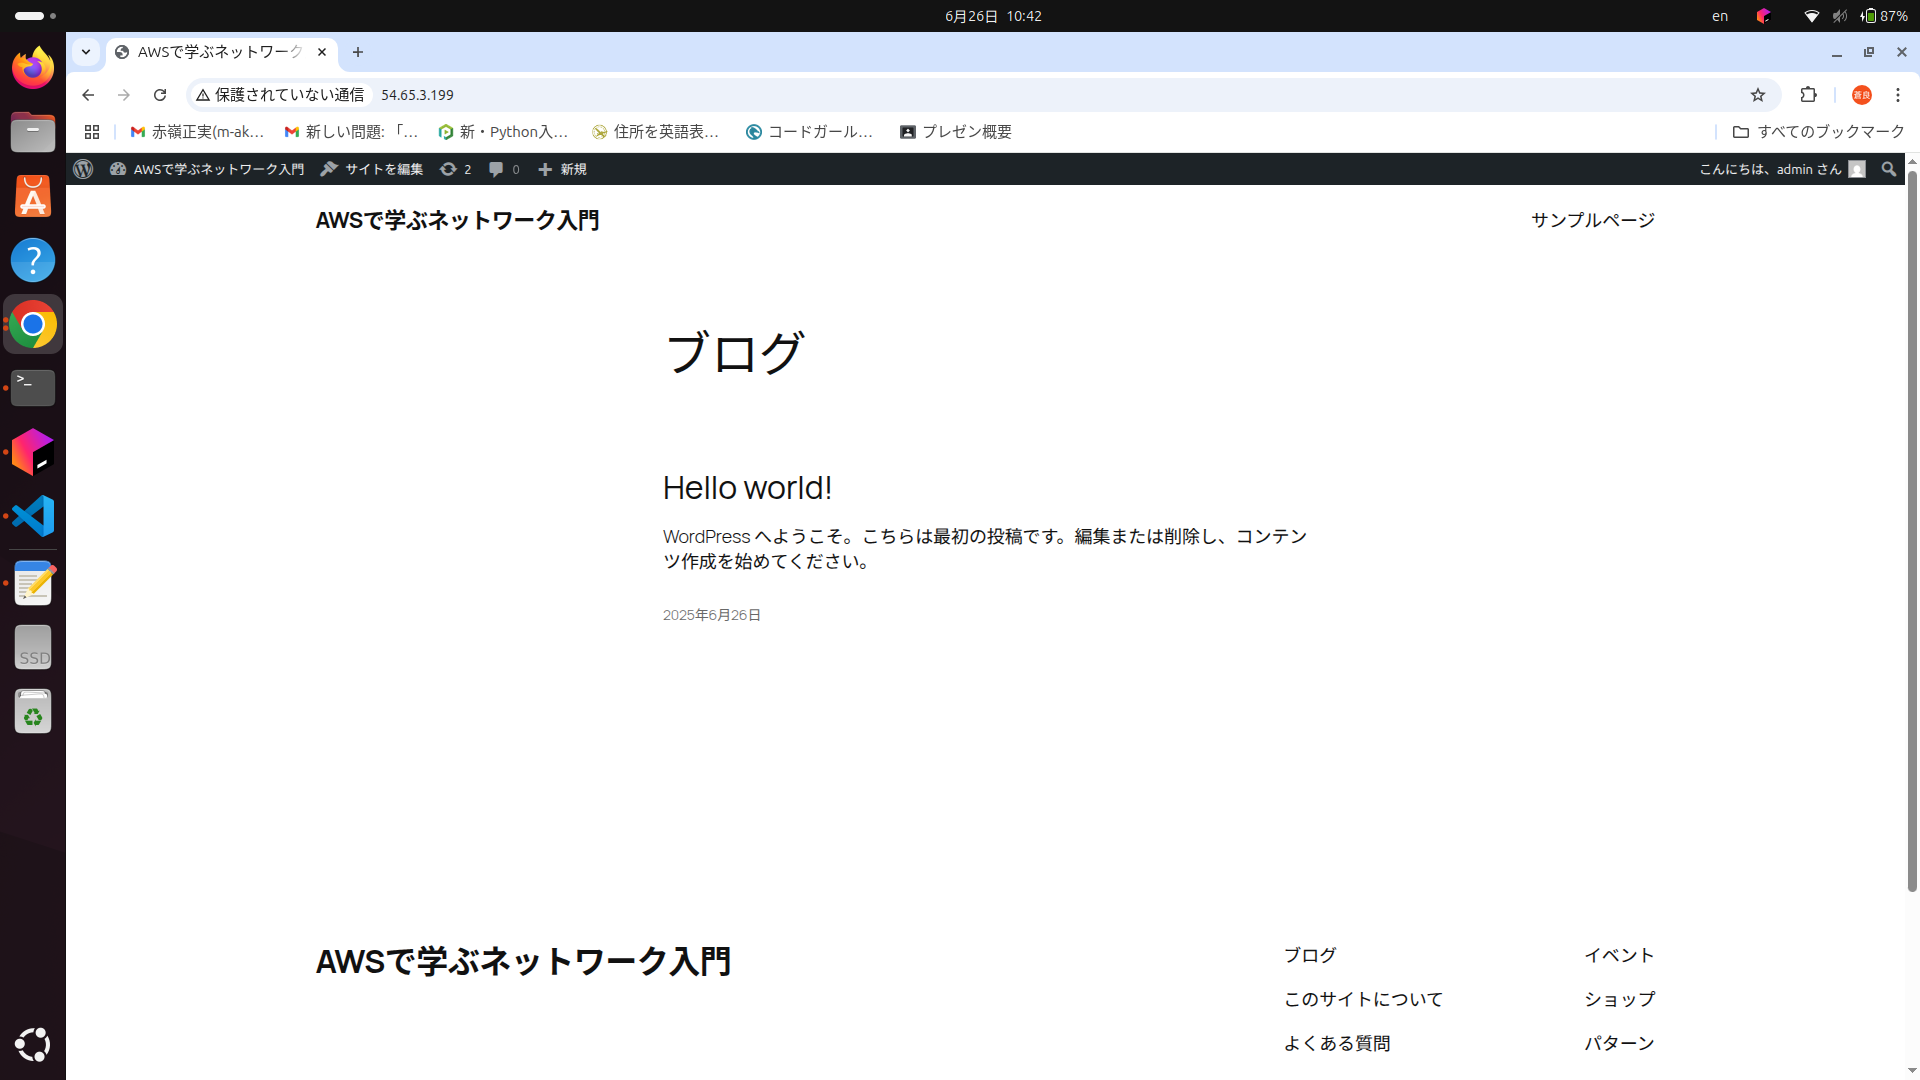 6月26日 10:42
en
87%
AWSで学ぶネットワーク
保護されていない通信
54.65.3.199
赤嶺正実(m-ak...
新しい問題: 「...
新・Python入...
住所を英語表...
コードガール...
プレゼン概要
すべてのブックマーク
AWSで学ぶネットワーク入門
サイトを編集
2
0
新規
こんにちは、admin さん
AWSで学ぶネットワーク入門
サンプルページ
ブログ
Hello world!
WordPress へようこそ。こちらは最初の投稿です。編集または削除し、コンテン
ツ作成を始めてください。
2025年6月26日
SSD
AWSで学ぶネットワーク入門
ブログ
イベント
このサイトについて
ショップ
よくある質問
パターン